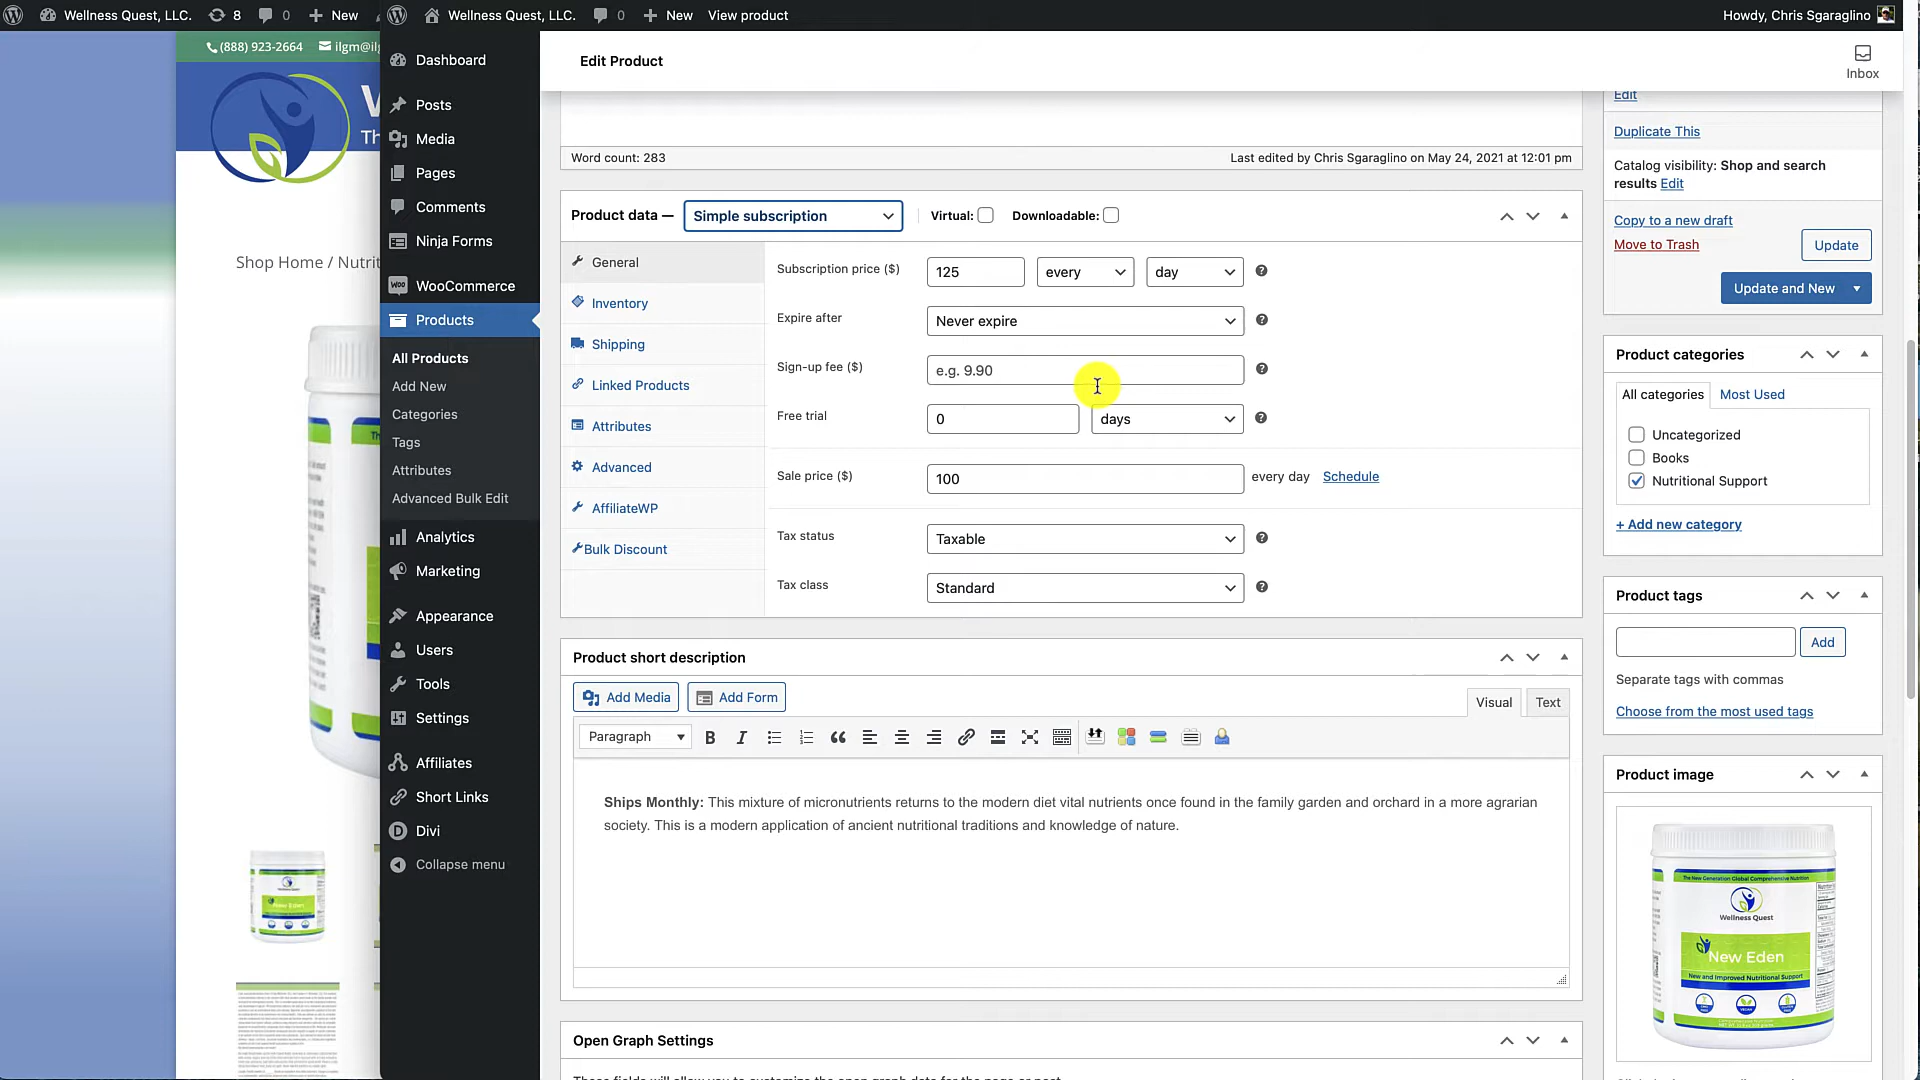 Wellness Quest, LLC.
8
0
New
Wellness Quest, LLC.
0
New
View product
Howdy, Chris Sgaraglino
(888) 923-2664
Shop Home / Nutrit
Dashboard
Posts
Media
Pages
Comments
Ninja Forms
WooCommerce
Products
All Products
Add New
Categories
Tags
Attributes
Advanced Bulk Edit
Analytics
Marketing
Appearance
Users
Tools
Settings
Affiliates
Short Links
Divi
Collapse menu
Edit Product
Inbox
Word count: 283
Last edited by Chris Sgaraglino on May 24, 2021 at 12:01 pm
Product data —
Simple subscription
Virtual:
Downloadable:
General
Inventory
Shipping
Linked Products
Attributes
Advanced
AffiliateWP
Bulk Discount
Subscription price ($)
125
every
day
Expire after
Never expire
Sign-up fee ($)
e.g. 9.90
Free trial
0
days
Sale price ($)
100
every day
Schedule
Tax status
Taxable
Tax class
Standard
Product short description
Add Media
Add Form
Visual
Text
Paragraph
Ships Monthly: This mixture of micronutrients returns to the modern diet vital nutrients once found in the family garden and orchard in a more agrarian
society. This is a modern application of ancient nutritional traditions and knowledge of nature.
Open Graph Settings
Edit
Duplicate This
Catalog visibility: Shop and search
results Edit
Copy to a new draft
Move to Trash
Update
Update and New
Product categories
All categories
Most Used
Uncategorized
Books
Nutritional Support
+ Add new category
Product tags
Add
Separate tags with commas
Choose from the most used tags
Product image
The New Generation Global Comprehensive Nutrition
Wellness Quest
New Eden
New and Improved Nutritional Support